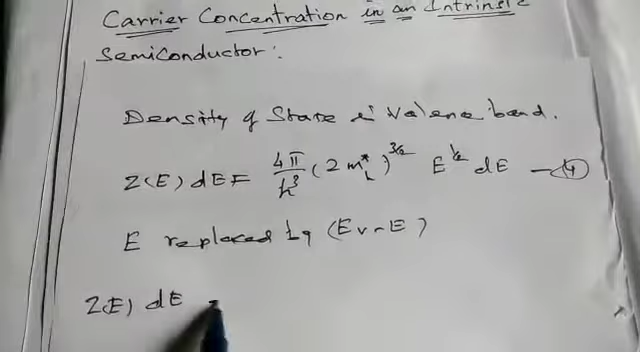 Carrier Concentration in an Intrinsic
Semiconductor:
Density of State in Valence band.
Z(E) dE = 4π/h³ (2 m*h)^3/2 E^1/2 dE — (4)
E replaced by (Ev-E)
Z(E) dE